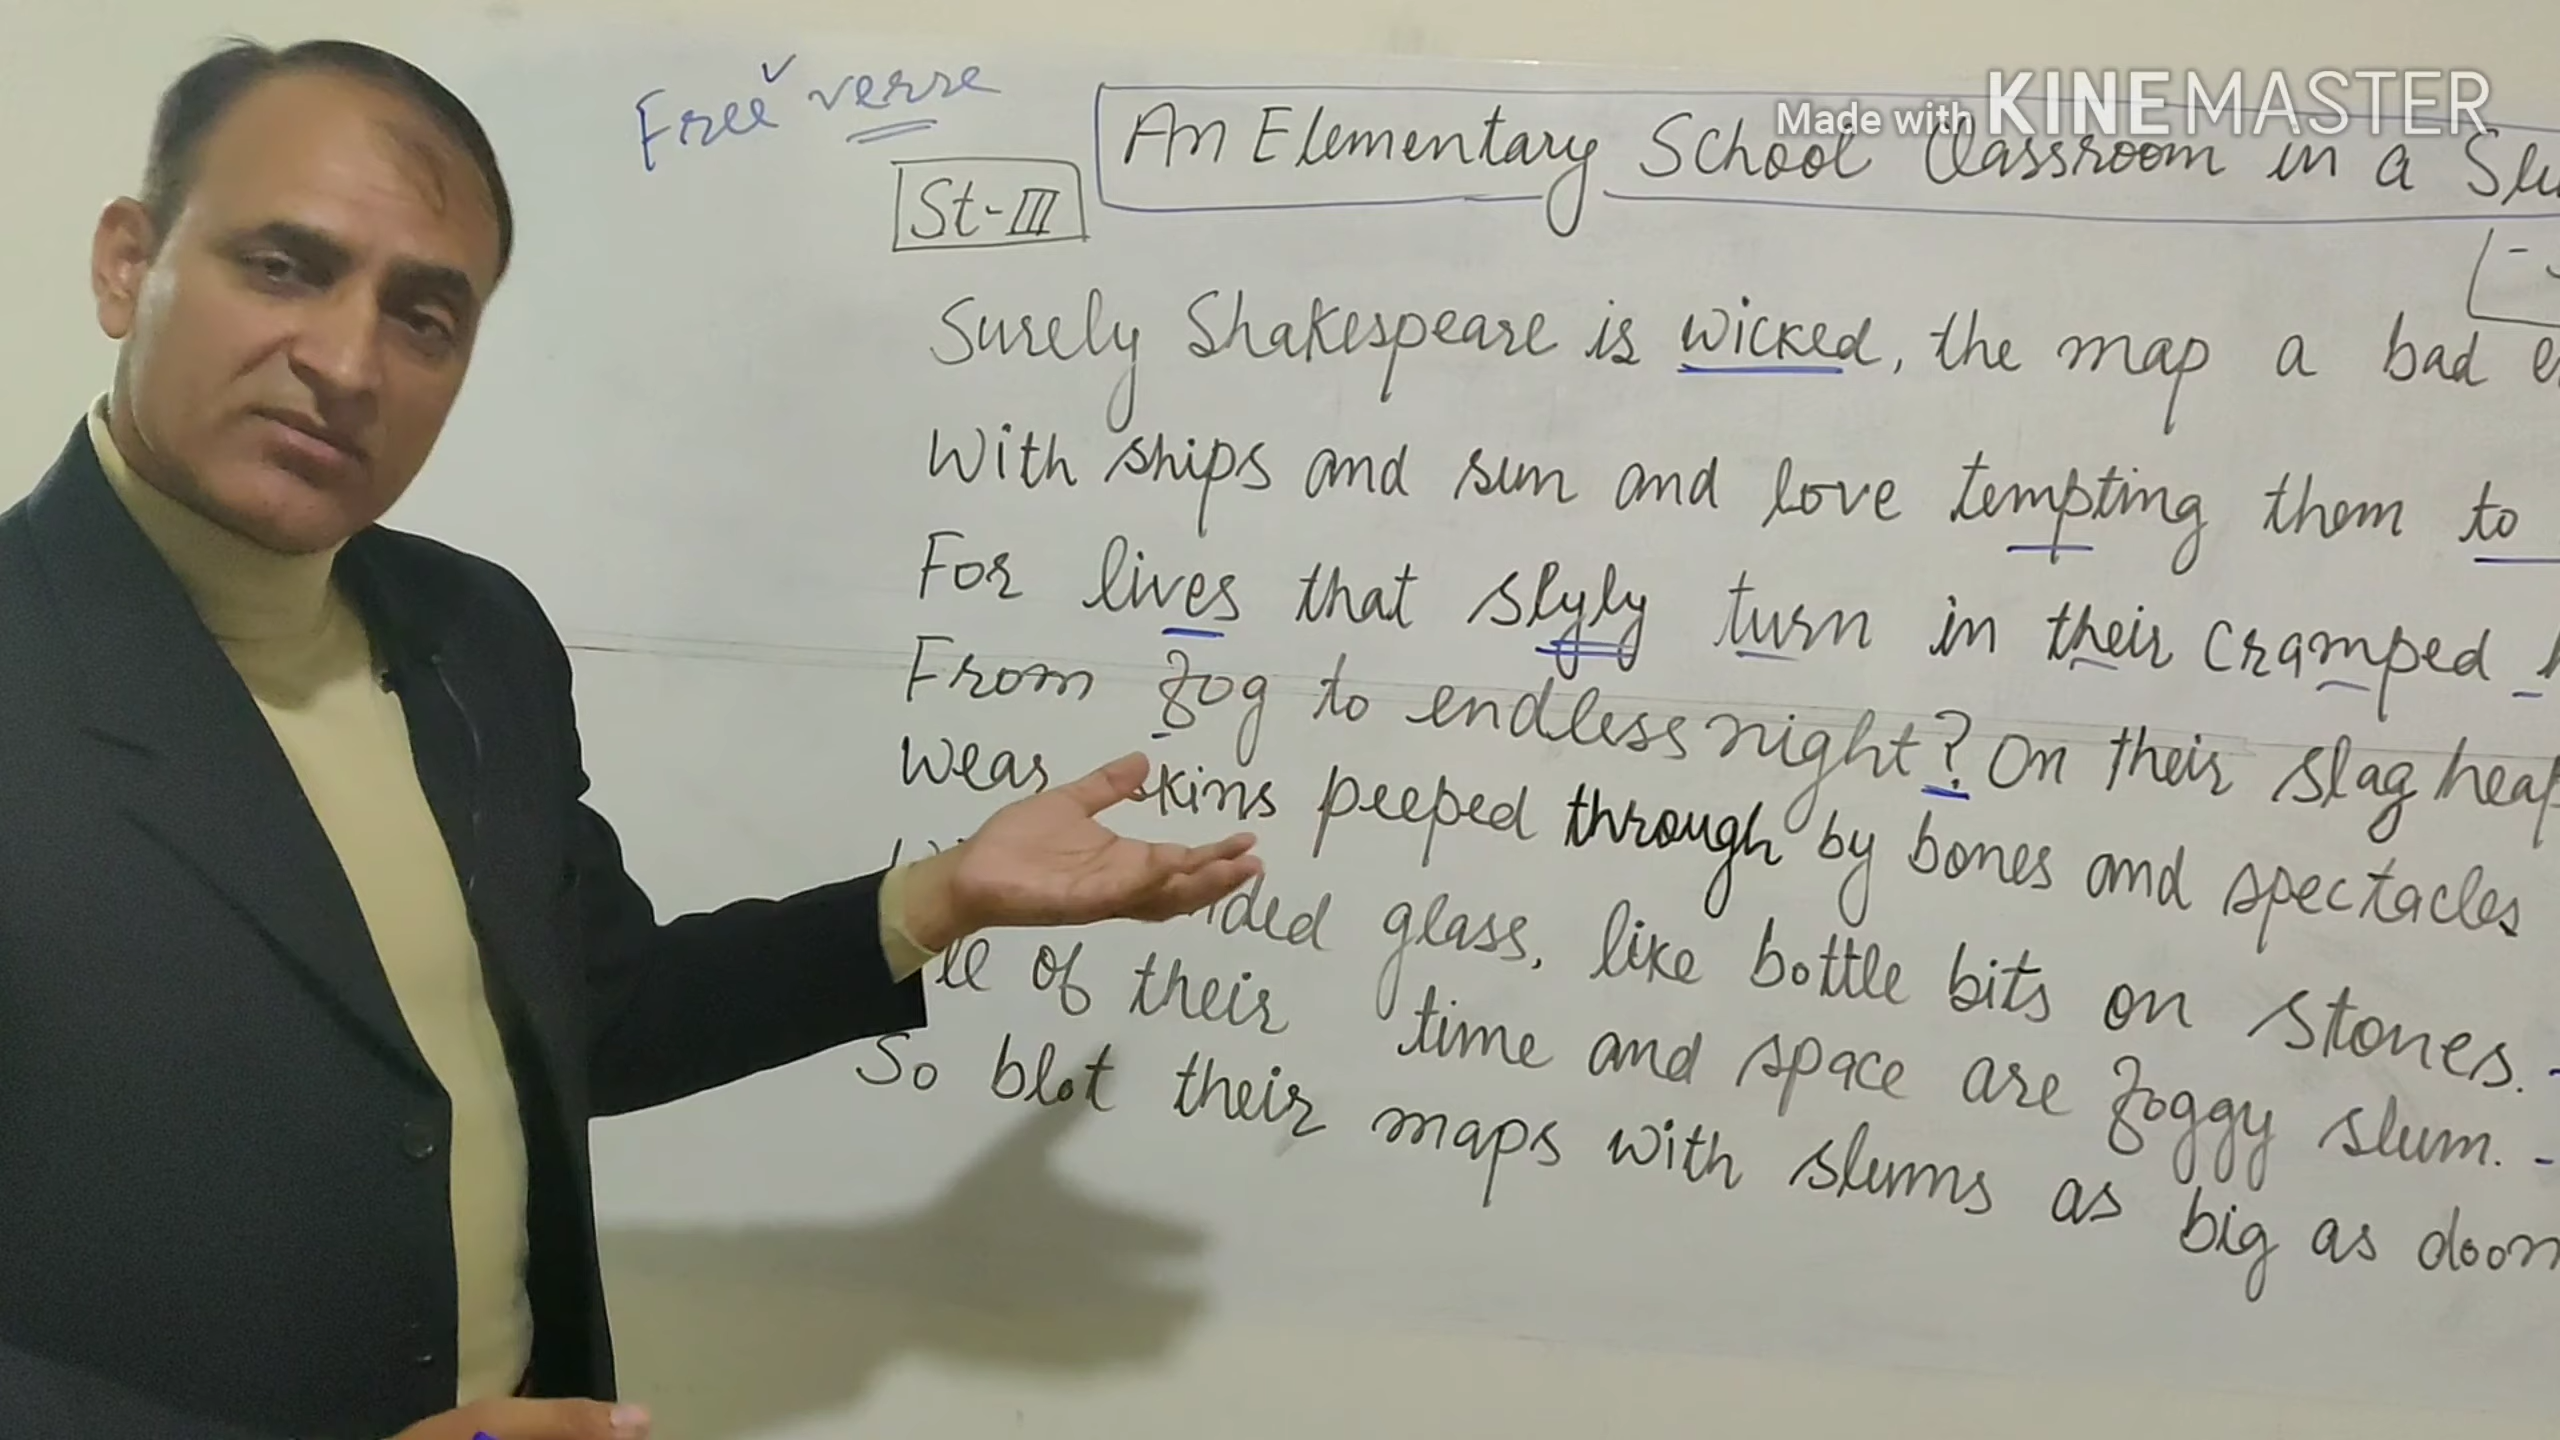 Free verse
Made with KINEMASTER
An Elementary School Classroom in a
St-III
Surely Shakespeare is wicked, the map a bad
With ships and sun and love tempting them to
For lives that slyly turn in their cramped
From fog to endless night? On their slag heap
Wear skins peeped through by bones and spectacles
glass, like bottle bits on stones.
of their time and space are foggy slum.
So blot their maps with slums as big as doom